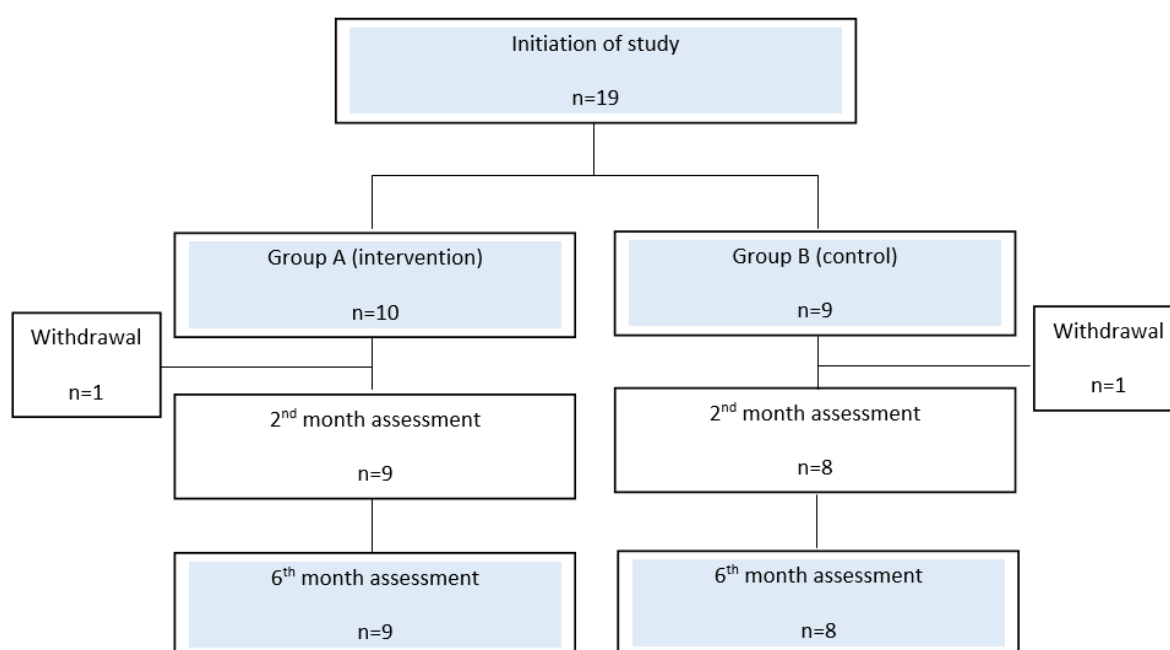 Initiation of study
n=19
Group A (intervention)
n=10
Group B (control)
n=9
Withdrawal
n=1
Withdrawal
n=1
2nd month assessment
n=9
2nd month assessment
n=8
6th month assessment
n=9
6th month assessment
n=8